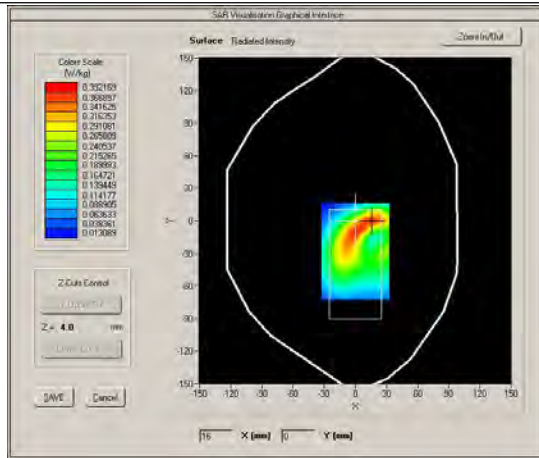 SAR Visualisation Graphical Interface
Surface Radiated Intensity
Zoom In/Out
Colour Scale
(W/kg)
0.392169
0.366897
0.341625
0.316353
0.291081
0.265809
0.240537
0.215265
0.189993
0.164721
0.139449
0.114177
0.088905
0.063633
0.038361
0.013089
150
120
90
60
30
0
-30
-60
-90
-120
-150
Y
-150 -120 -90 -60 -30 0 30 60 90 120 150
X
Z-Cuts Control
Z = 4.0 mm
SAVE Cancel
16 X (mm) 0 Y (mm)